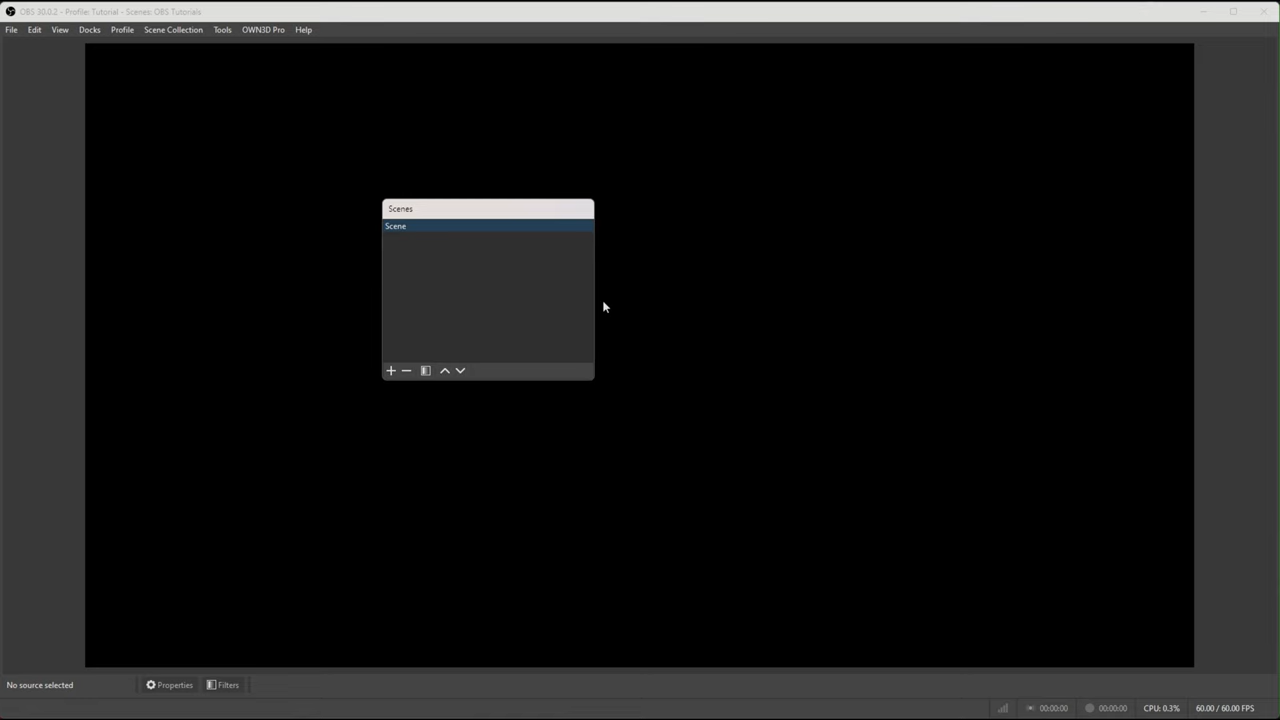 OBS 30.0.2 - Profile: Tutorial - Scenes: OBS Tutorials
File Edit View Docks Profile Scene Collection Tools OWN3D Pro Help
Scenes
Scene
No source selected Properties Filters
00:00:00 00:00:00 CPU: 0.3% 60.00 / 60.00 FPS